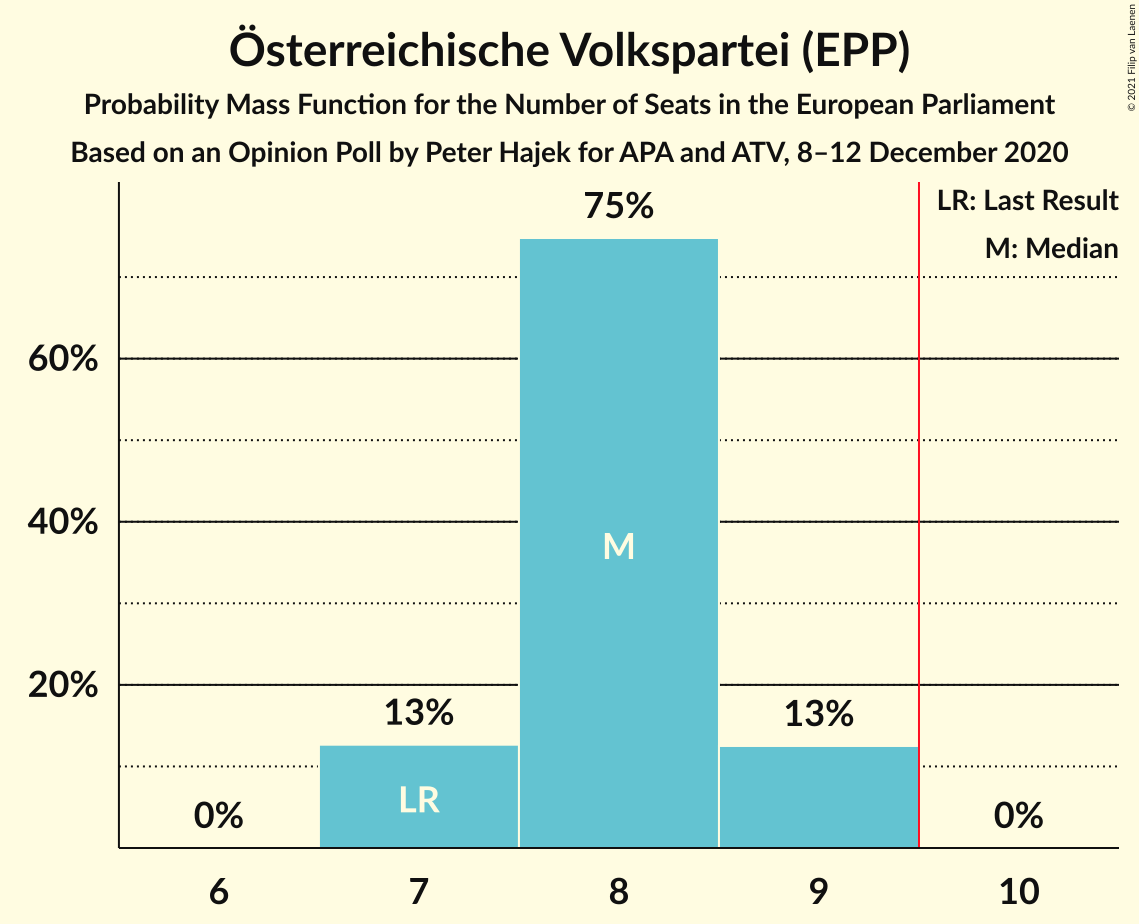 Österreichische Volkspartei (EPP)
Probability Mass Function for the Number of Seats in the European Parliament
Based on an Opinion Poll by Peter Hajek for APA and ATV, 8–12 December 2020
© 2021 Filip van Laenen
LR: Last Result
M: Median
75%
60%
40%
20%
M
13%
13%
LR
0%
0%
6 7 8 9 10